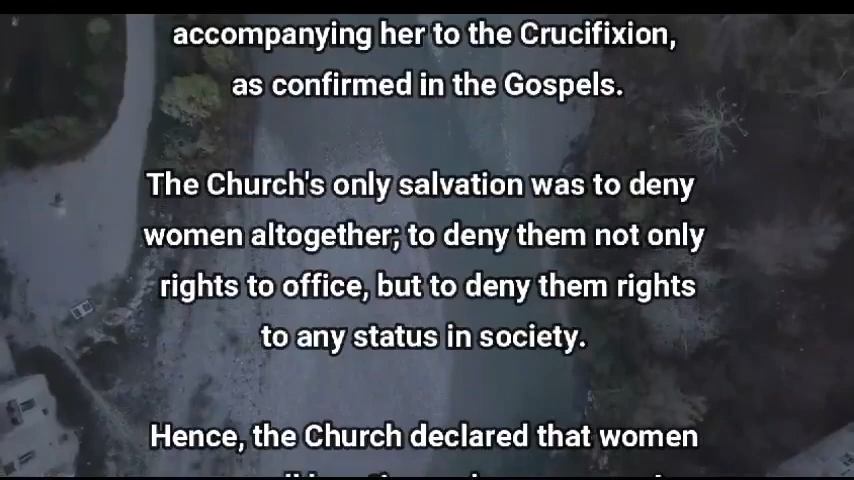 accompanying her to the Crucifixion,
as confirmed in the Gospels.
The Church's only salvation was to deny
women altogether; to deny them not only
rights to office, but to deny them rights
to any status in society.
Hence, the Church declared that women